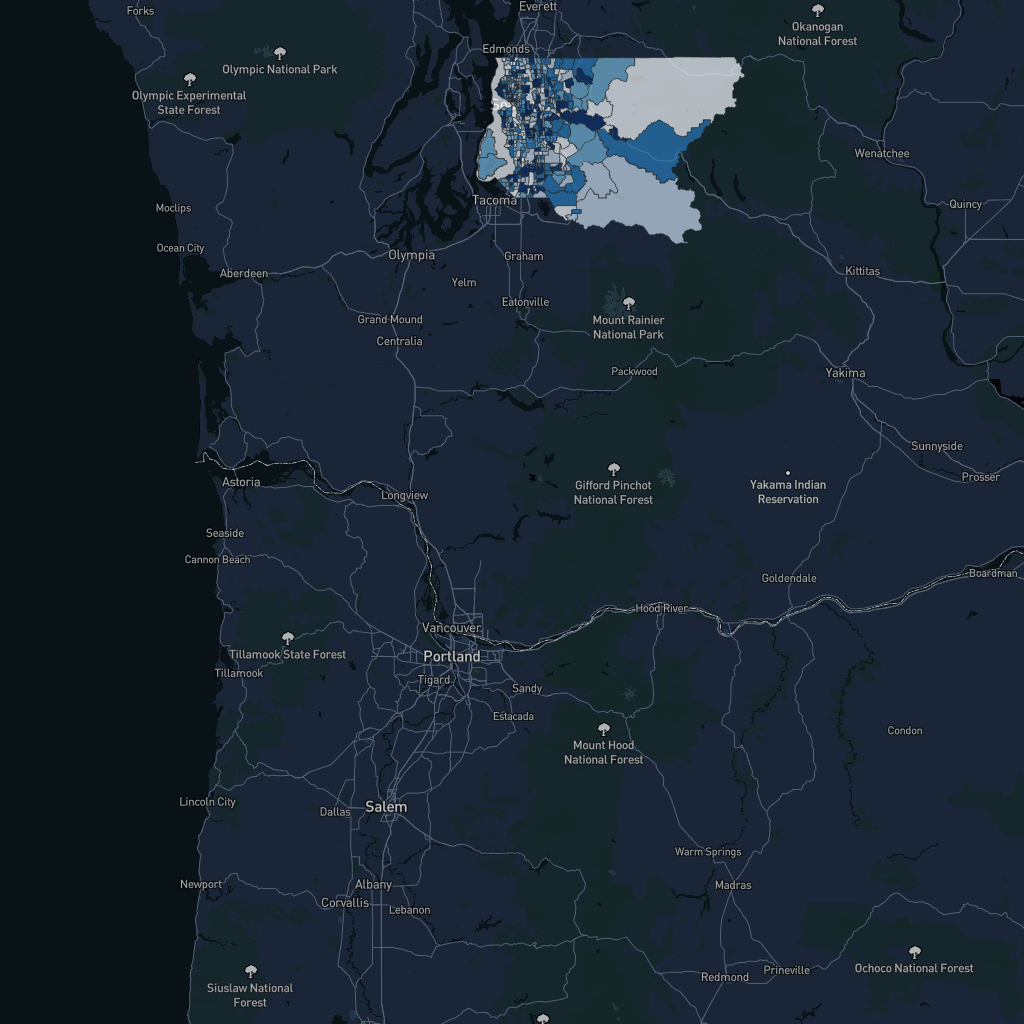 Forks
Everett
Okanogan
National Forest
Edmonds
Olympic National Park
Olympic Experimental
State Forest
Wenatchee
Tacoma
Moclips
Quincy
Ocean City
Olympia
Graham
Aberdeen
Kittitas
Yelm
Eatonville
Grand Mound
Mount Rainier
National Park
Centralia
Packwood
Yakima
Sunnyside
Prosser
Astoria
Longview
Gifford Pinchot
National Forest
Yakama Indian
Reservation
Seaside
Cannon Beach
Goldendale
Boardman
Hood River
Vancouver
Portland
Tillamook State Forest
Tillamook
Tigard
Sandy
Estacada
Condon
Mount Hood
National Forest
Lincoln City
Dallas
Salem
Warm Springs
Newport
Albany
Madras
Corvallis
Lebanon
Siuslaw National
Forest
Redmond
Prineville
Ochoco National Forest